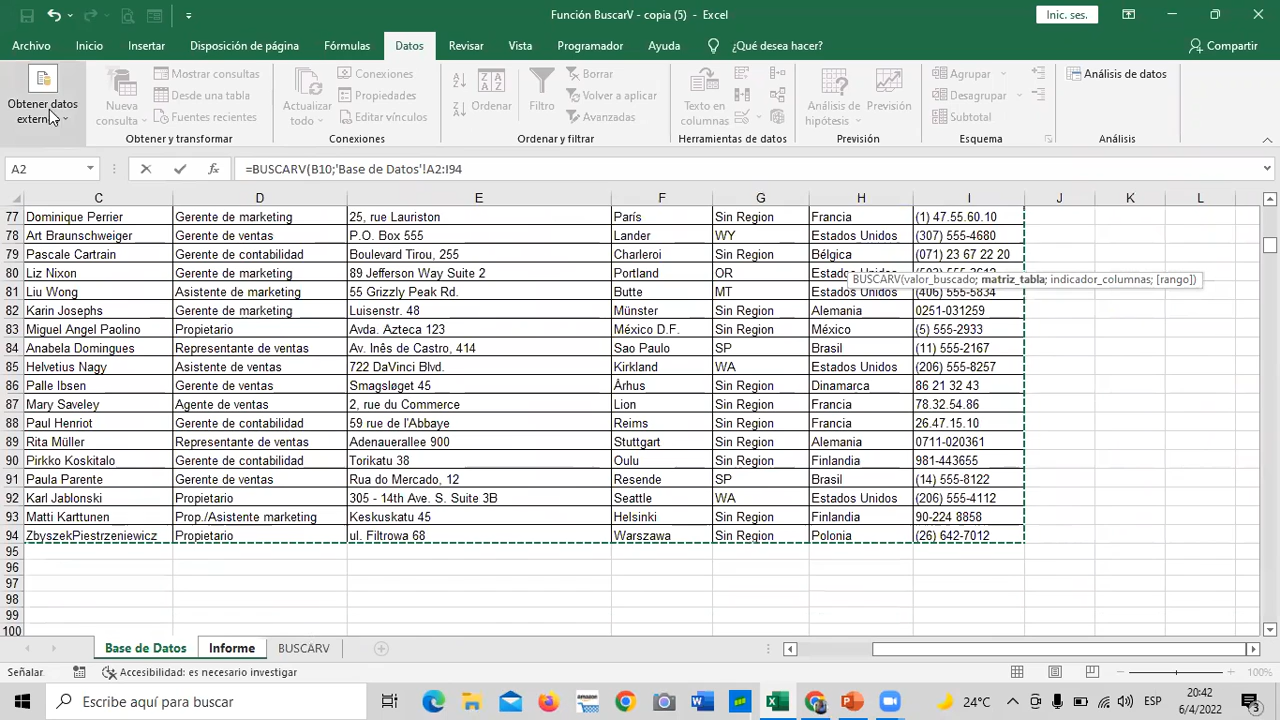 Función BuscarV - copia (5) - Excel
Inic. ses.
Archivo Inicio Insertar Disposición de página Fórmulas Datos Revisar Vista Programador Ayuda ¿Qué desea hacer? Compartir
Obtener datos externos
Nueva consulta
Mostrar consultas
Desde una tabla
Fuentes recientes
Obtener y transformar
Actualizar todo
Conexiones
Propiedades
Editar vínculos
Conexiones
Ordenar
Filtro
Borrar
Volver a aplicar
Avanzadas
Ordenar y filtrar
Texto en columnas
Herramientas de datos
Análisis de hipótesis
Previsión
Previsión
Agrupar
Desagrupar
Subtotal
Esquema
Análisis de datos
Análisis
A2 =BUSCARV(B10;'Base de Datos'!A2:I94
C D E F G H I J K L
77 Dominique Perrier Gerente de marketing 25, rue Lauriston París Sin Region Francia (1) 47.55.60.10
78 Art Braunschweiger Gerente de ventas P.O. Box 555 Lander WY Estados Unidos (307) 555-4680
79 Pascale Cartrain Gerente de contabilidad Boulevard Tirou, 255 Charleroi Sin Region Bélgica (071) 23 67 22 20
80 Liz Nixon Gerente de marketing 89 Jefferson Way Suite 2 Portland OR
BUSCARV(valor_buscado; matriz_tabla; indicador_columnas; [rango])
81 Liu Wong Asistente de marketing 55 Grizzly Peak Rd. Butte MT Estados Unidos (406) 555-5834
82 Karin Josephs Gerente de marketing Luisenstr. 48 Münster Sin Region Alemania 0251-031259
83 Miguel Angel Paolino Propietario Avda. Azteca 123 México D.F. Sin Region México (5) 555-2933
84 Anabela Domingues Representante de ventas Av. Inês de Castro, 414 Sao Paulo SP Brasil (11) 555-2167
85 Helvetius Nagy Asistente de ventas 722 DaVinci Blvd. Kirkland WA Estados Unidos (206) 555-8257
86 Palle Ibsen Gerente de ventas Smagsløget 45 Århus Sin Region Dinamarca 86 21 32 43
87 Mary Saveley Agente de ventas 2, rue du Commerce Lion Sin Region Francia 78.32.54.86
88 Paul Henriot Gerente de contabilidad 59 rue de l'Abbaye Reims Sin Region Francia 26.47.15.10
89 Rita Müller Representante de ventas Adenauerallee 900 Stuttgart Sin Region Alemania 0711-020361
90 Pirkko Koskitalo Gerente de contabilidad Torikatu 38 Oulu Sin Region Finlandia 981-443655
91 Paula Parente Gerente de ventas Rua do Mercado, 12 Resende SP Brasil (14) 555-8122
92 Karl Jablonski Propietario 305 - 14th Ave. S. Suite 3B Seattle WA Estados Unidos (206) 555-4112
93 Matti Karttunen Prop./Asistente marketing Keskuskatu 45 Helsinki Sin Region Finlandia 90-224 8858
94 ZbyszekPiestrzeniewicz Propietario ul. Filtrowa 68 Warszawa Sin Region Polonia (26) 642-7012
95
96
97
98
99
100
Base de Datos Informe BUSCARV
Señalar Accesibilidad: es necesario investigar 100%
Escribe aquí para buscar 24°C ESP 20:42
6/4/2022 3